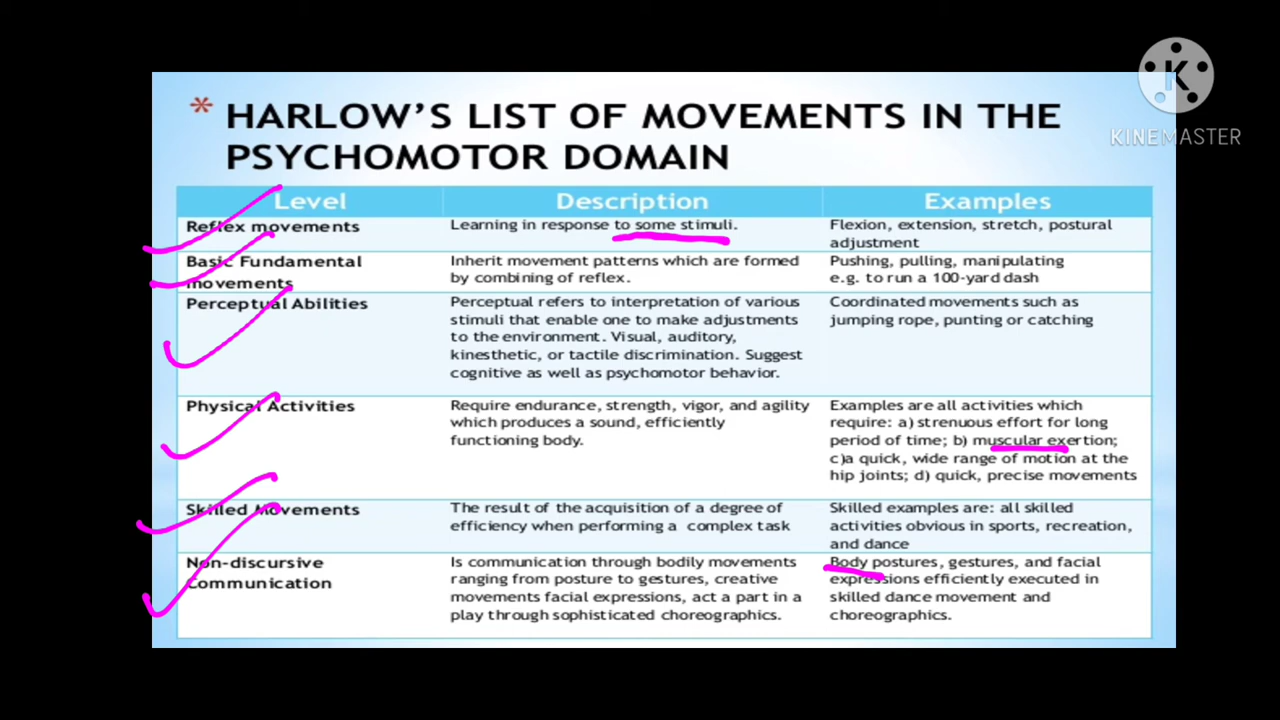 K
KINEMASTER
* HARLOW'S LIST OF MOVEMENTS IN THE
PSYCHOMOTOR DOMAIN
Level Description Examples
Reflex movements
Learning in response to some stimuli.
Flexion, extension, stretch, postural
adjustment
Basic Fundamental
movements
Inherit movement patterns which are formed
by combining of reflex.
Pushing, pulling, manipulating
e.g. to run a 100-yard dash
Perceptual Abilities
Perceptual refers to interpretation of various
stimuli that enable one to make adjustments
to the environment. Visual, auditory,
kinesthetic, or tactile discrimination. Suggest
cognitive as well as psychomotor behavior.
Coordinated movements such as
jumping rope, punting or catching
Physical Activities
Require endurance, strength, vigor, and agility
which produces a sound, efficiently
functioning body.
Examples are all activities which
require: a) strenuous effort for long
period of time; b) muscular exertion;
c)a quick, wide range of motion at the
hip joints; d) quick, precise movements
Skilled Movements
The result of the acquisition of a degree of
efficiency when performing a complex task
Skilled examples are: all skilled
activities obvious in sports, recreation,
and dance
Non-discursive
Communication
Is communication through bodily movements
ranging from posture to gestures, creative
movements facial expressions, act a part in a
play through sophisticated choreographics.
Body postures, gestures, and facial
expressions efficiently executed in
skilled dance movement and
choreographics.